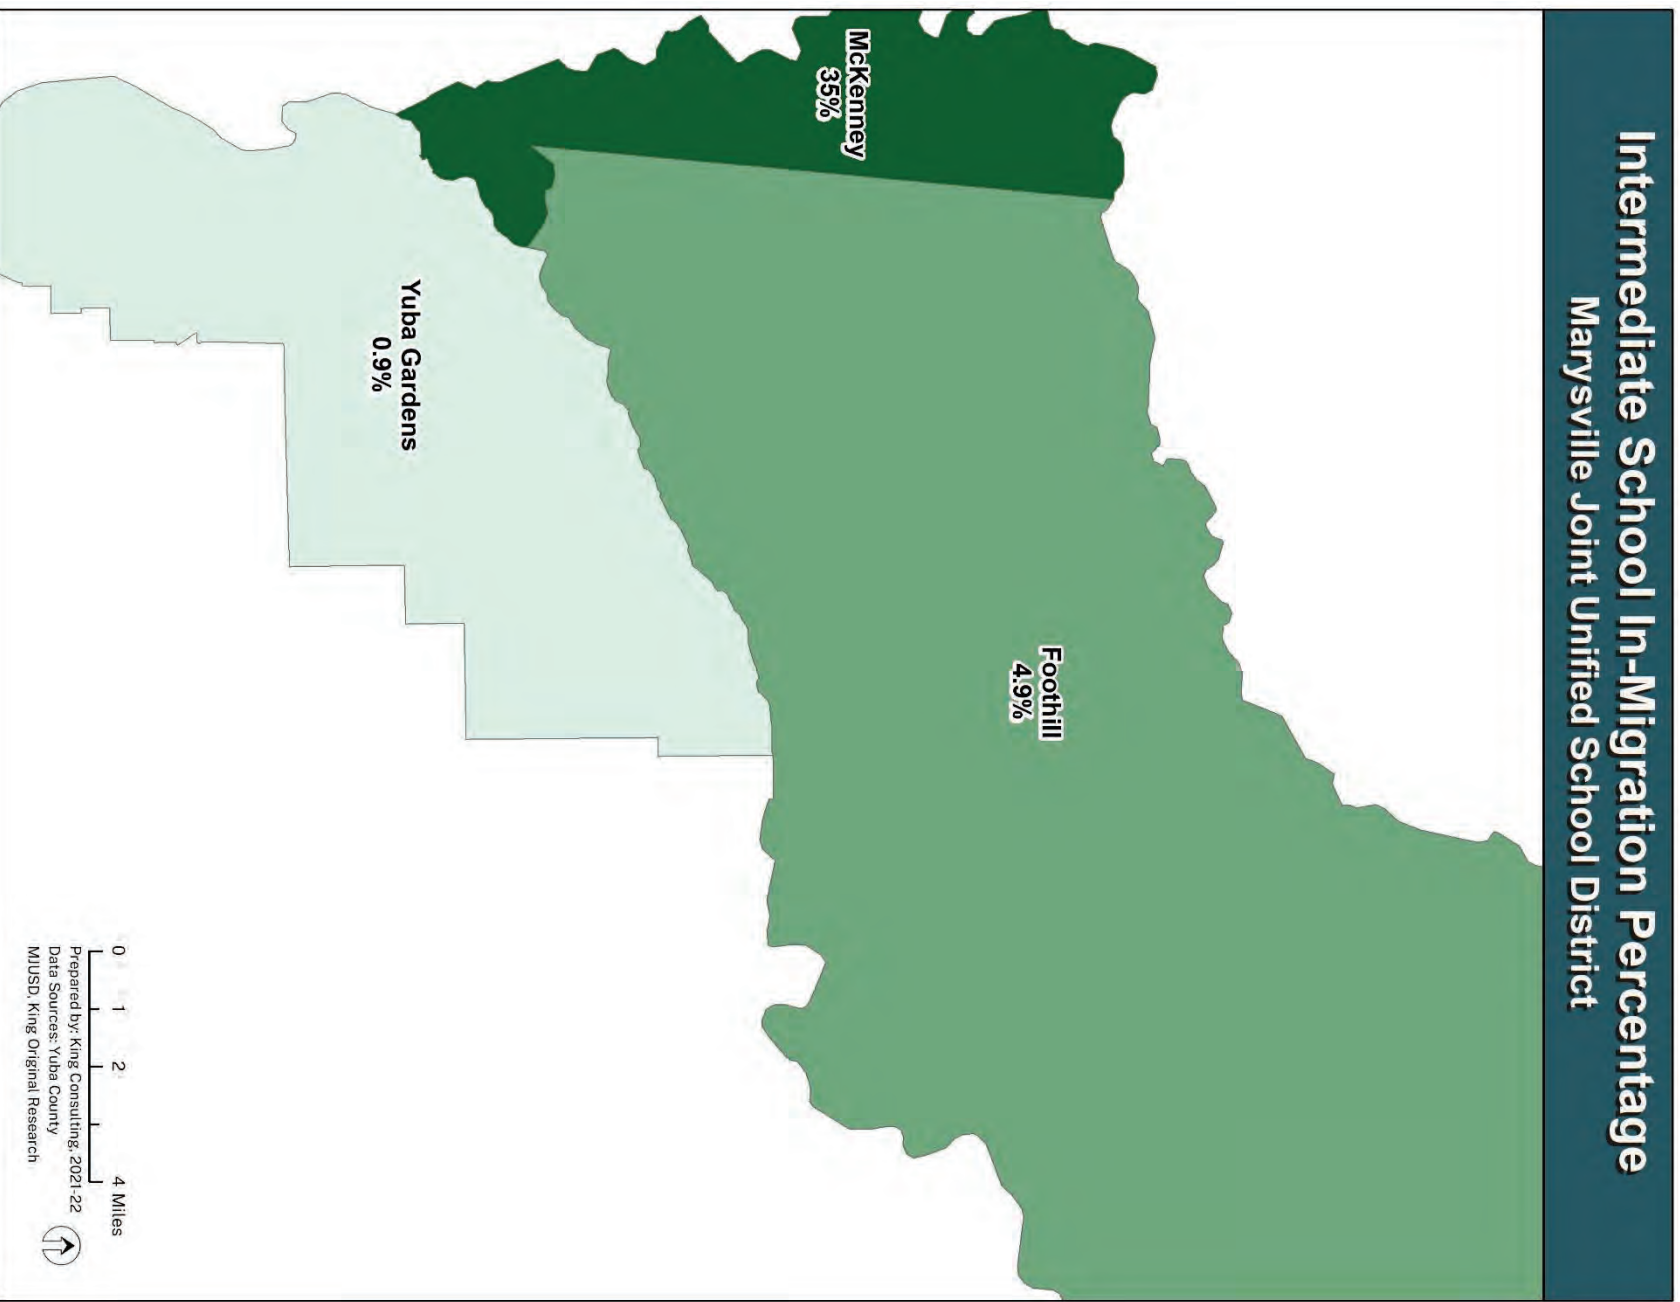 Intermediate School In-Migration Percentage
Marysville Joint Unified School District
McKenney
35%
Foothill
4.9%
Yuba Gardens
0.9%
0 1 2 4 Miles
Prepared by: King Consulting, 2021-22
Data Sources: Yuba County
MJUSD, King Original Research